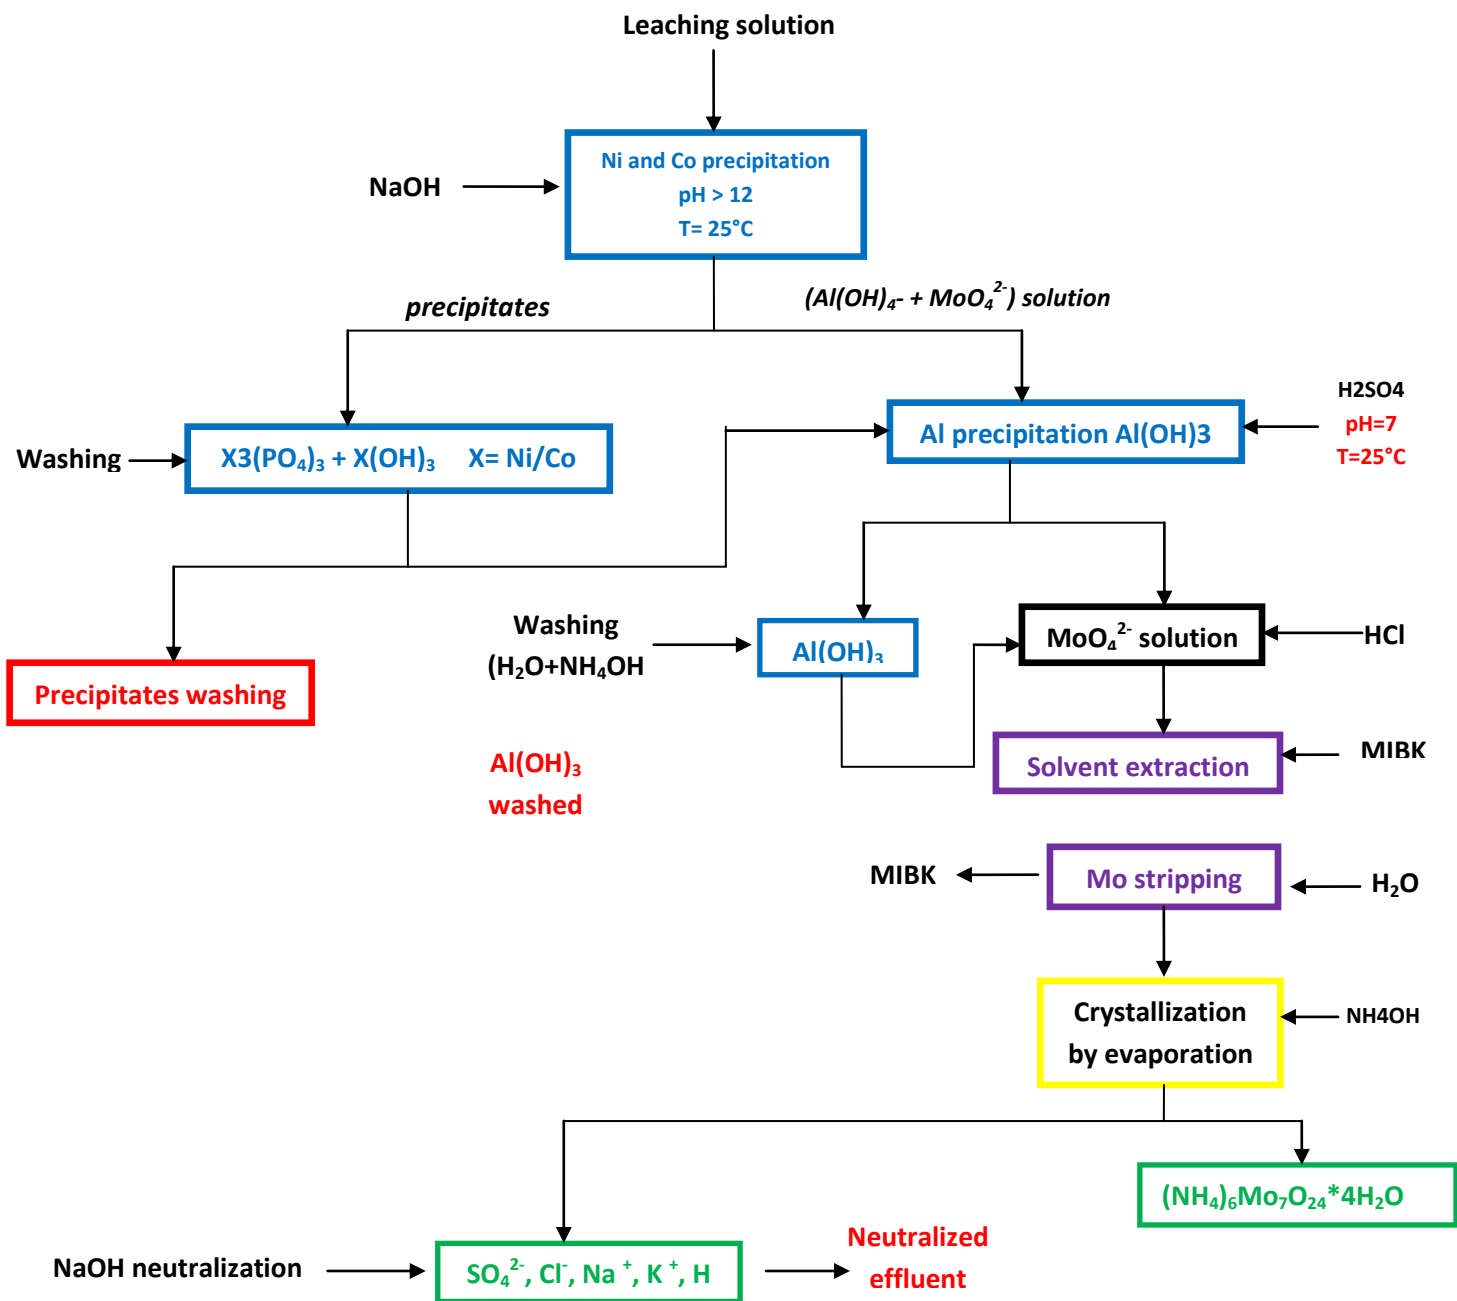 Leaching solution
Ni and Co precipitation
pH > 12
T= 25°C
NaOH
precipitates
(Al(OH)₄- + MoO₄²⁻) solution
H2SO4
pH=7
T=25°C
Al precipitation Al(OH)3
Washing
X3(PO₄)₃ + X(OH)₃ X= Ni/Co
Washing
(H₂O+NH₄OH
Al(OH)₃
MoO₄²⁻ solution
HCl
Precipitates washing
Al(OH)₃
washed
Solvent extraction
MIBK
MIBK
Mo stripping
H₂O
Crystallization
by evaporation
NH4OH
(NH₄)₆Mo₇O₂₄*4H₂O
NaOH neutralization
SO₄²⁻, Cl⁻, Na ⁺, K ⁺, H
Neutralized
effluent